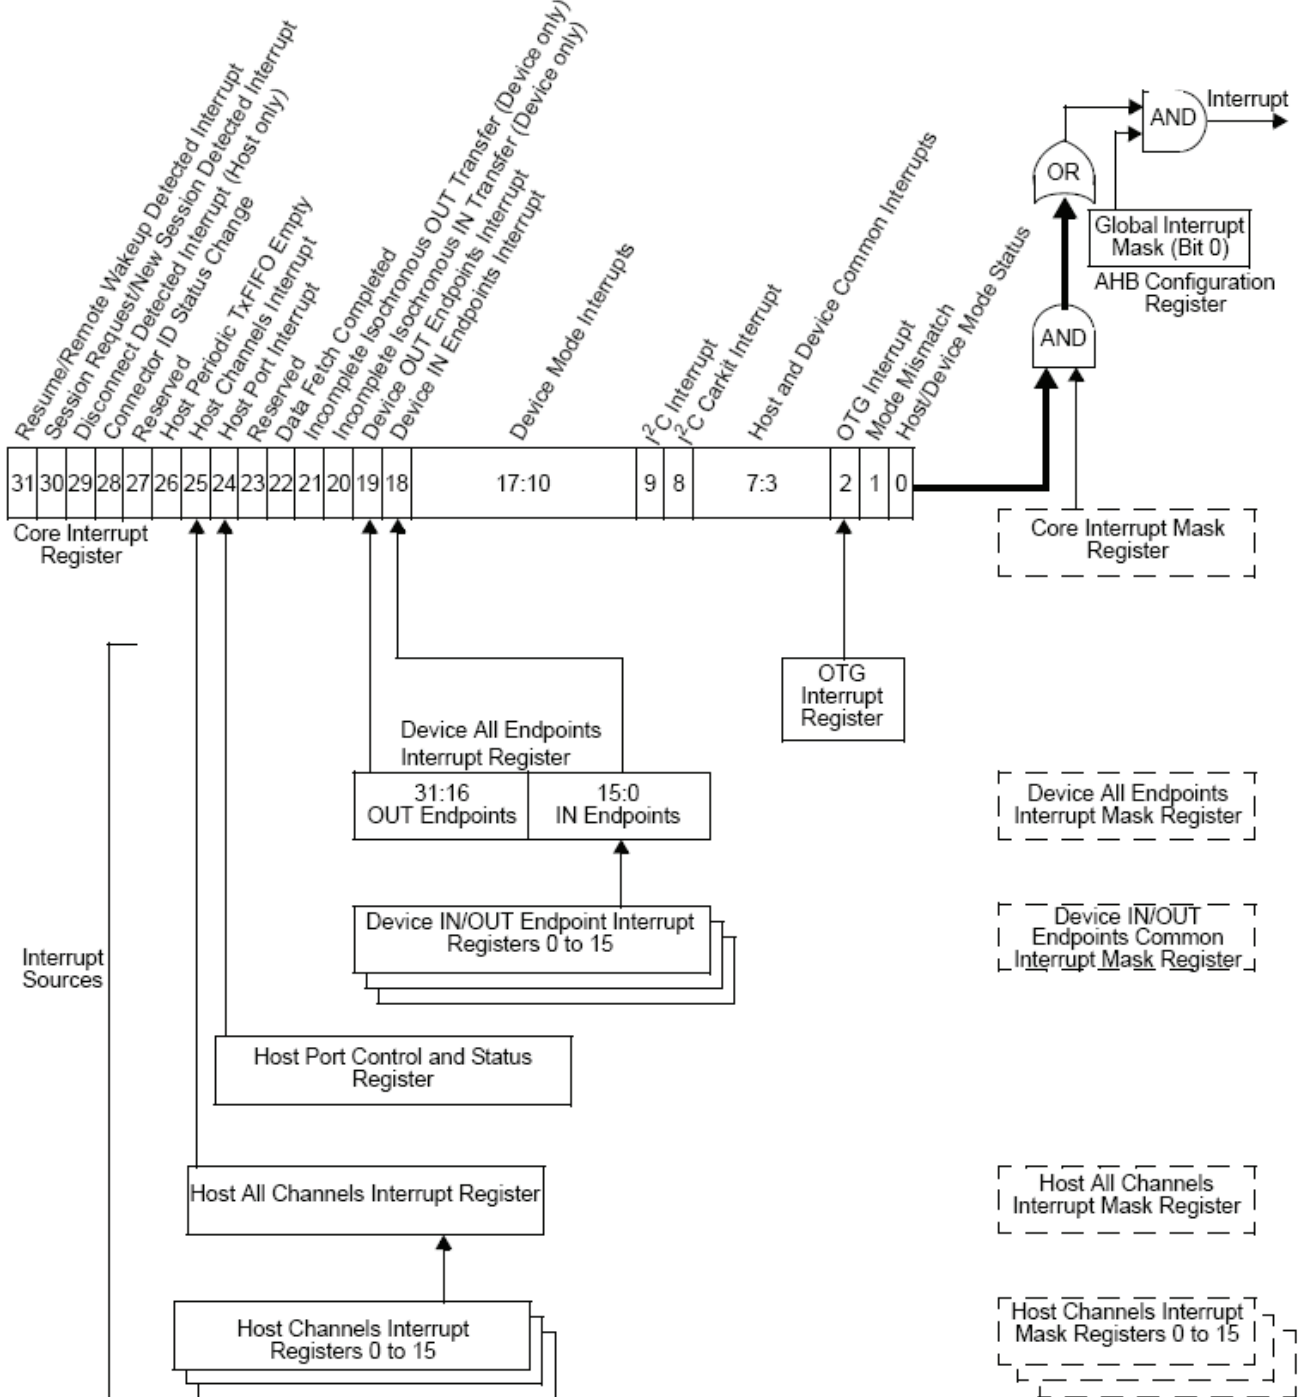 Resume/Remote Wakeup Detected Interrupt
Session Request/New Session Detected Interrupt
Disconnect Detected Interrupt (Host only)
Connector ID Status Change
Reserved
Host Periodic TxFIFO Empty
Host Channels Interrupt
Host Port Interrupt
Reserved
Data Fetch Completed
Incomplete Isochronous OUT Transfer (Device only)
Incomplete Isochronous IN Transfer (Device only)
Device OUT Endpoints Interrupt
Device IN Endpoints Interrupt
Device Mode Interrupts
I²C Interrupt
I²C Carkit Interrupt
Host and Device Common Interrupts
OTG Interrupt
Mode Mismatch
Host/Device Mode Status
AND
Interrupt
OR
Global Interrupt
Mask (Bit 0)
AHB Configuration
Register
AND
31 30 29 28 27 26 25 24 23 22 21 20 19 18 17:10 9 8 7:3 2 1 0
Core Interrupt
Register
Core Interrupt Mask
Register
OTG
Interrupt
Register
Device All Endpoints
Interrupt Register
31:16
OUT Endpoints
15:0
IN Endpoints
Device All Endpoints
Interrupt Mask Register
Device IN/OUT Endpoint Interrupt
Registers 0 to 15
Device IN/OUT
Endpoints Common
Interrupt Mask Register
Interrupt
Sources
Host Port Control and Status
Register
Host All Channels Interrupt Register
Host All Channels
Interrupt Mask Register
Host Channels Interrupt
Registers 0 to 15
Host Channels Interrupt
Mask Registers 0 to 15